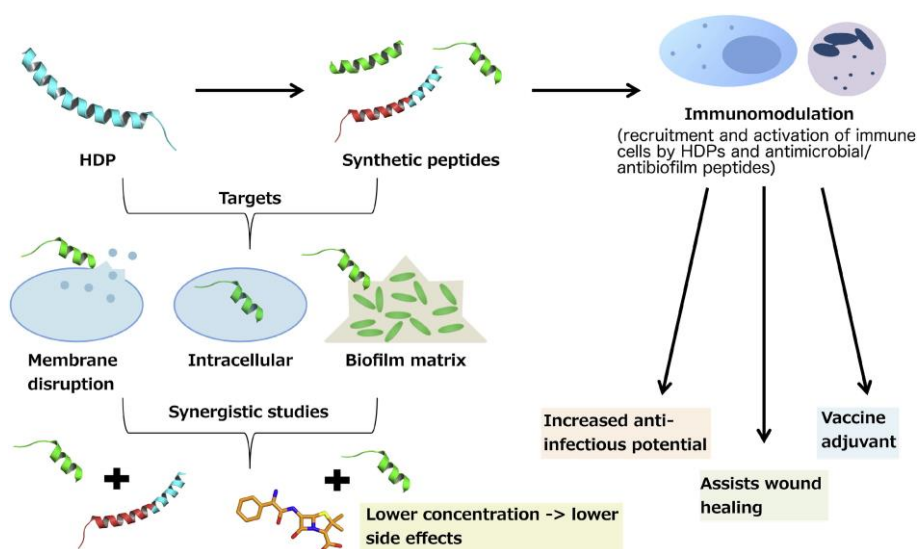 HDP
Synthetic peptides
Immunomodulation
(recruitment and activation of immune
cells by HDPs and antimicrobial/
antibiofilm peptides)
Targets
Membrane
disruption
Intracellular
Biofilm matrix
Synergistic studies
Lower concentration -> lower
side effects
Increased anti-
infectious potential
Assists wound
healing
Vaccine
adjuvant